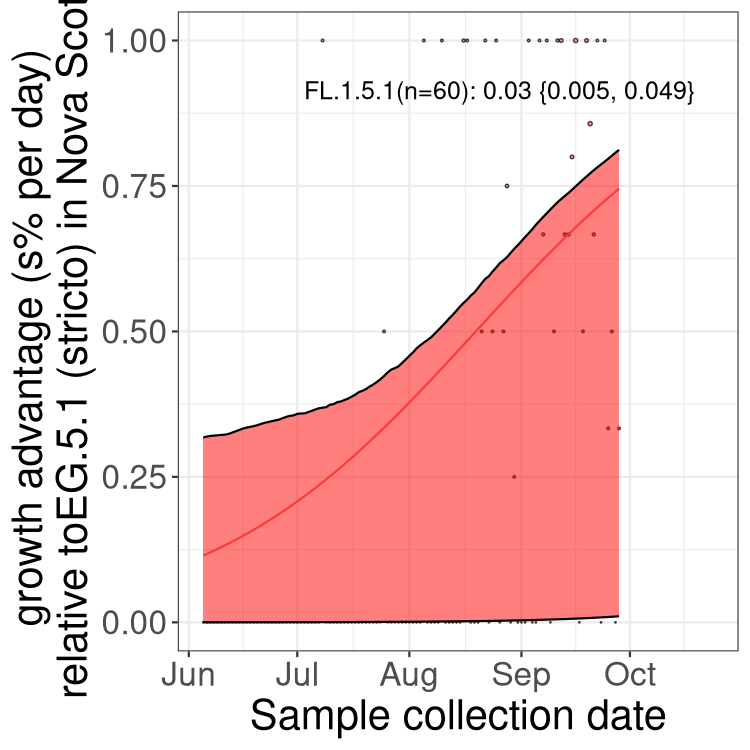 growth advantage (s% per day)
relative toEG.5.1 (stricto) in Nova Scot
1.00
0.75
0.50
0.25
0.00
FL.1.5.1(n=60): 0.03 {0.005, 0.049}
Jun Jul Aug Sep Oct
Sample collection date